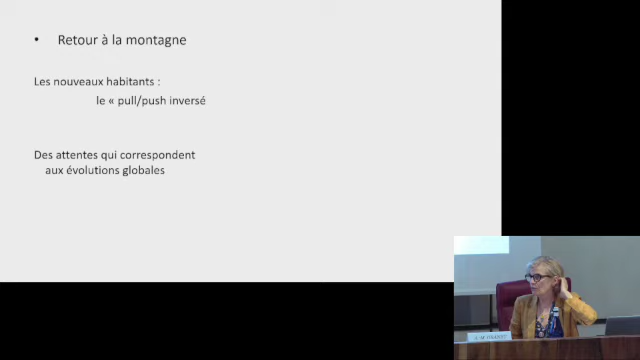 • Retour à la montagne
Les nouveaux habitants :
le « pull/push inversé
Des attentes qui correspondent
aux évolutions globales